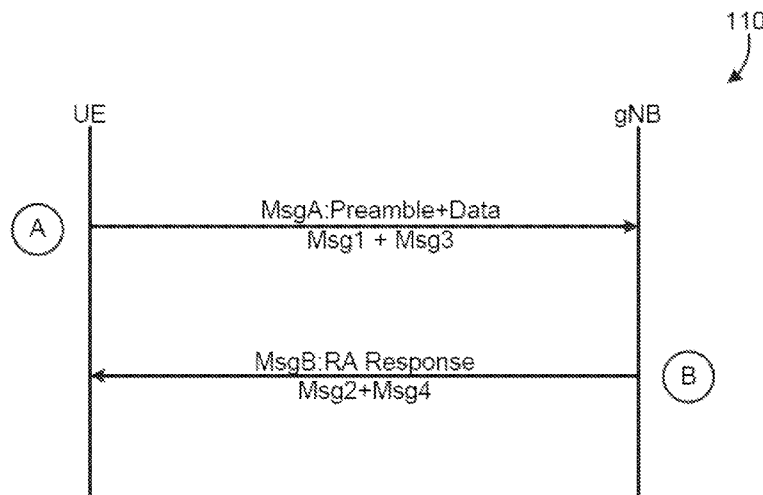 110
UE
gNB
MsgA:Preamble+Data
A
Msg1 + Msg3
MsgB:RA Response
B
Msg2+Msg4